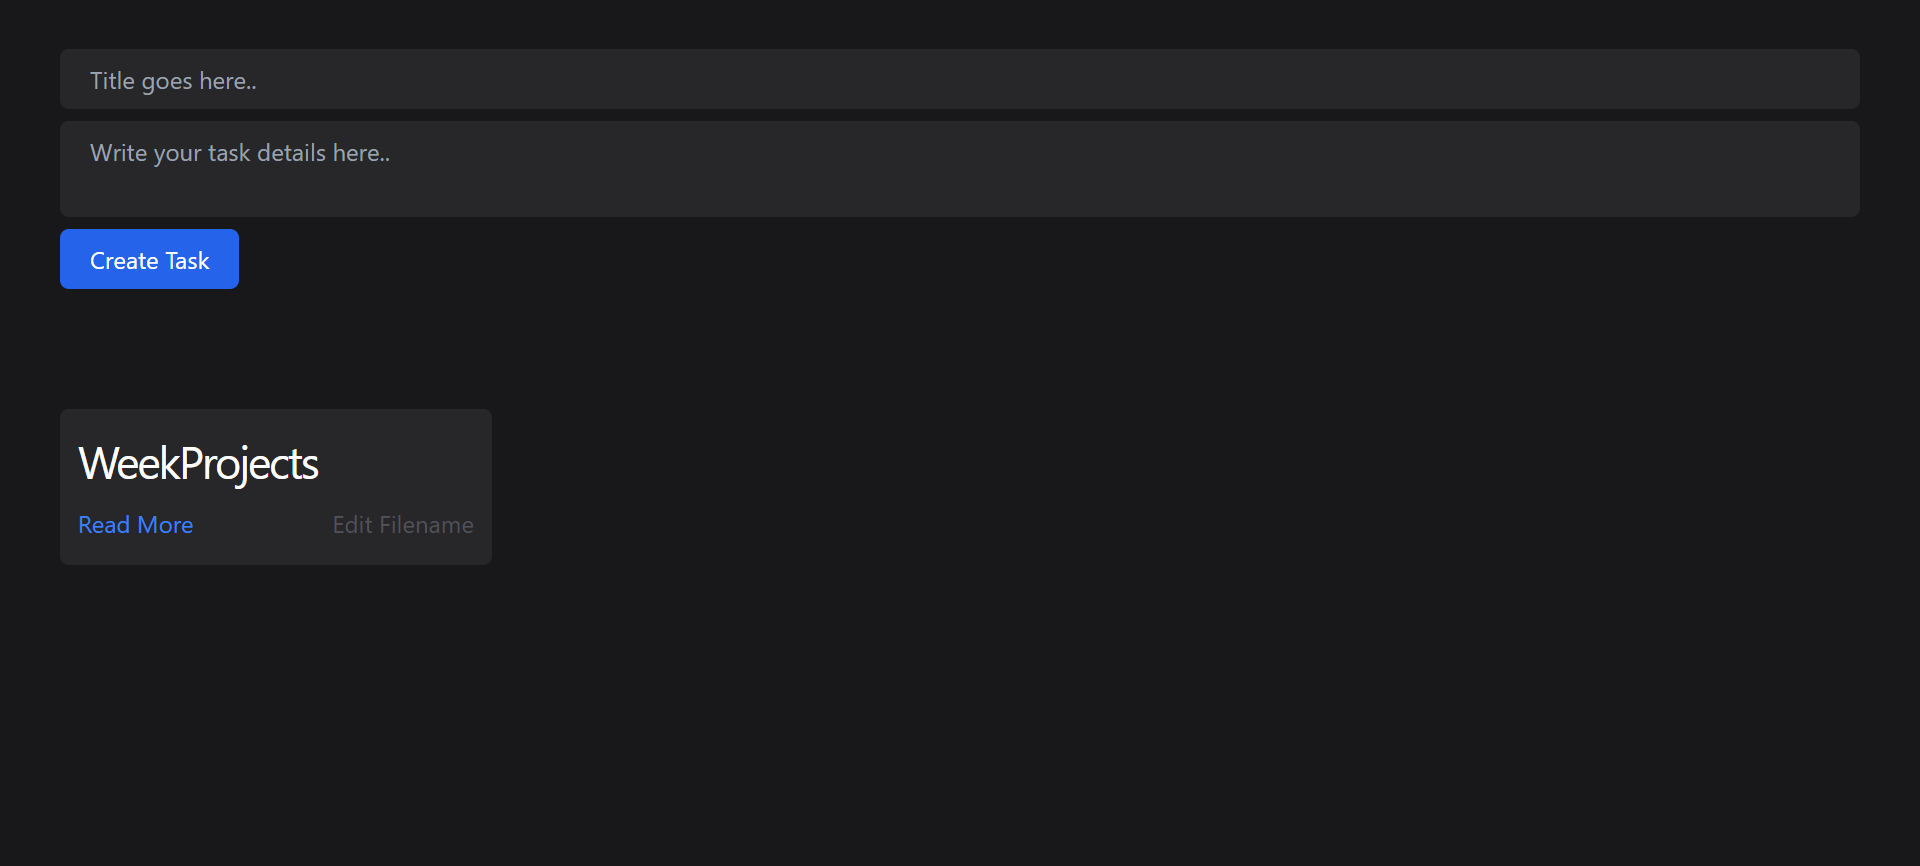 Title goes here..
Write your task details here..
Create Task
WeekProjects
Read More Edit Filename